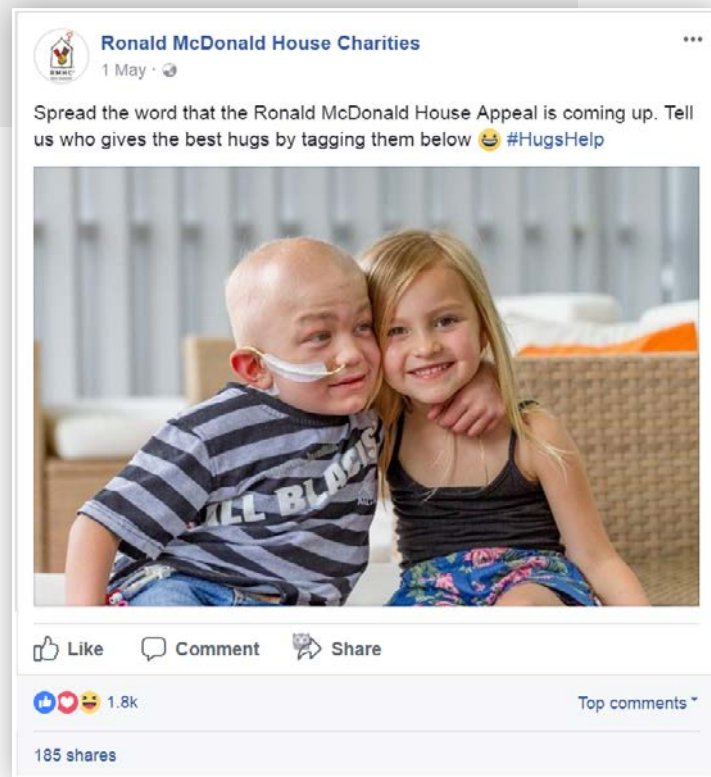 Ronald McDonald House Charities
RMHC
1 May ·
Spread the word that the Ronald McDonald House Appeal is coming up. Tell
us who gives the best hugs by tagging them below 😄 #HugsHelp
ALL BLACKS
Like Comment Share
1.8k Top comments
185 shares